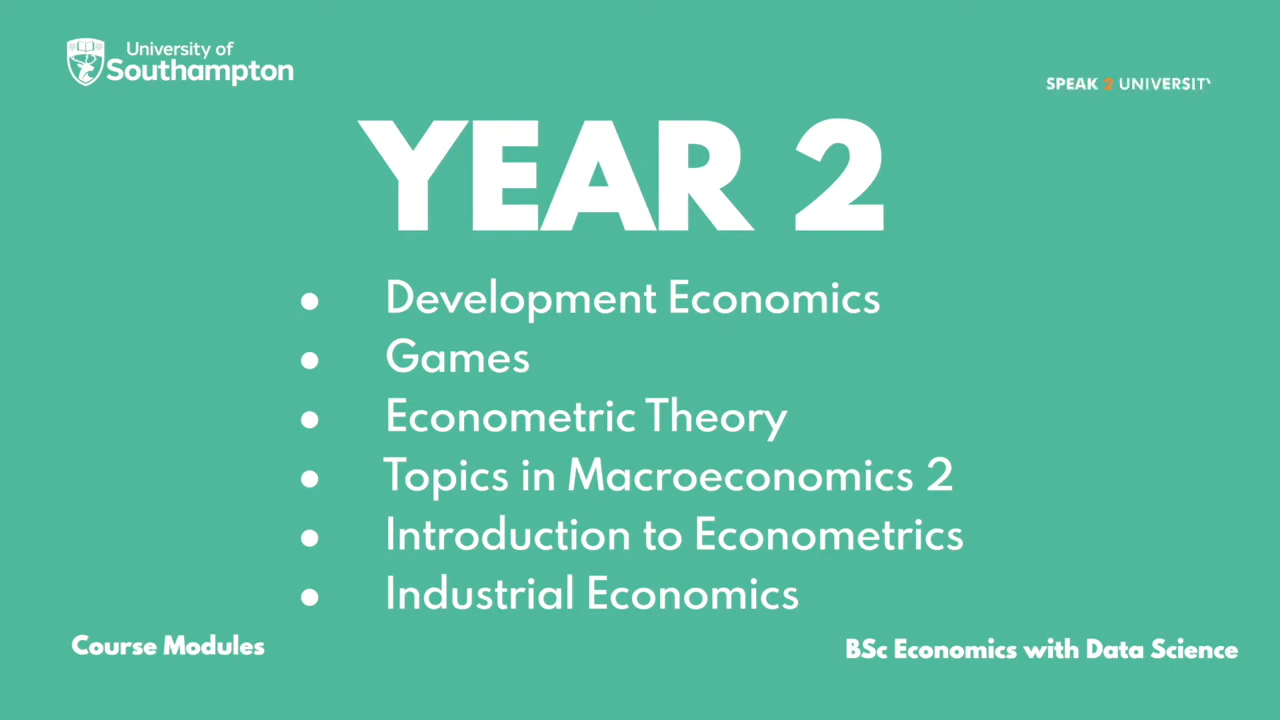 University of
Southampton
SPEAK 2 UNIVERSIT
YEAR 2
● Development Economics
● Games
● Econometric Theory
● Topics in Macroeconomics 2
● Introduction to Econometrics
● Industrial Economics
Course Modules
BSc Economics with Data Science